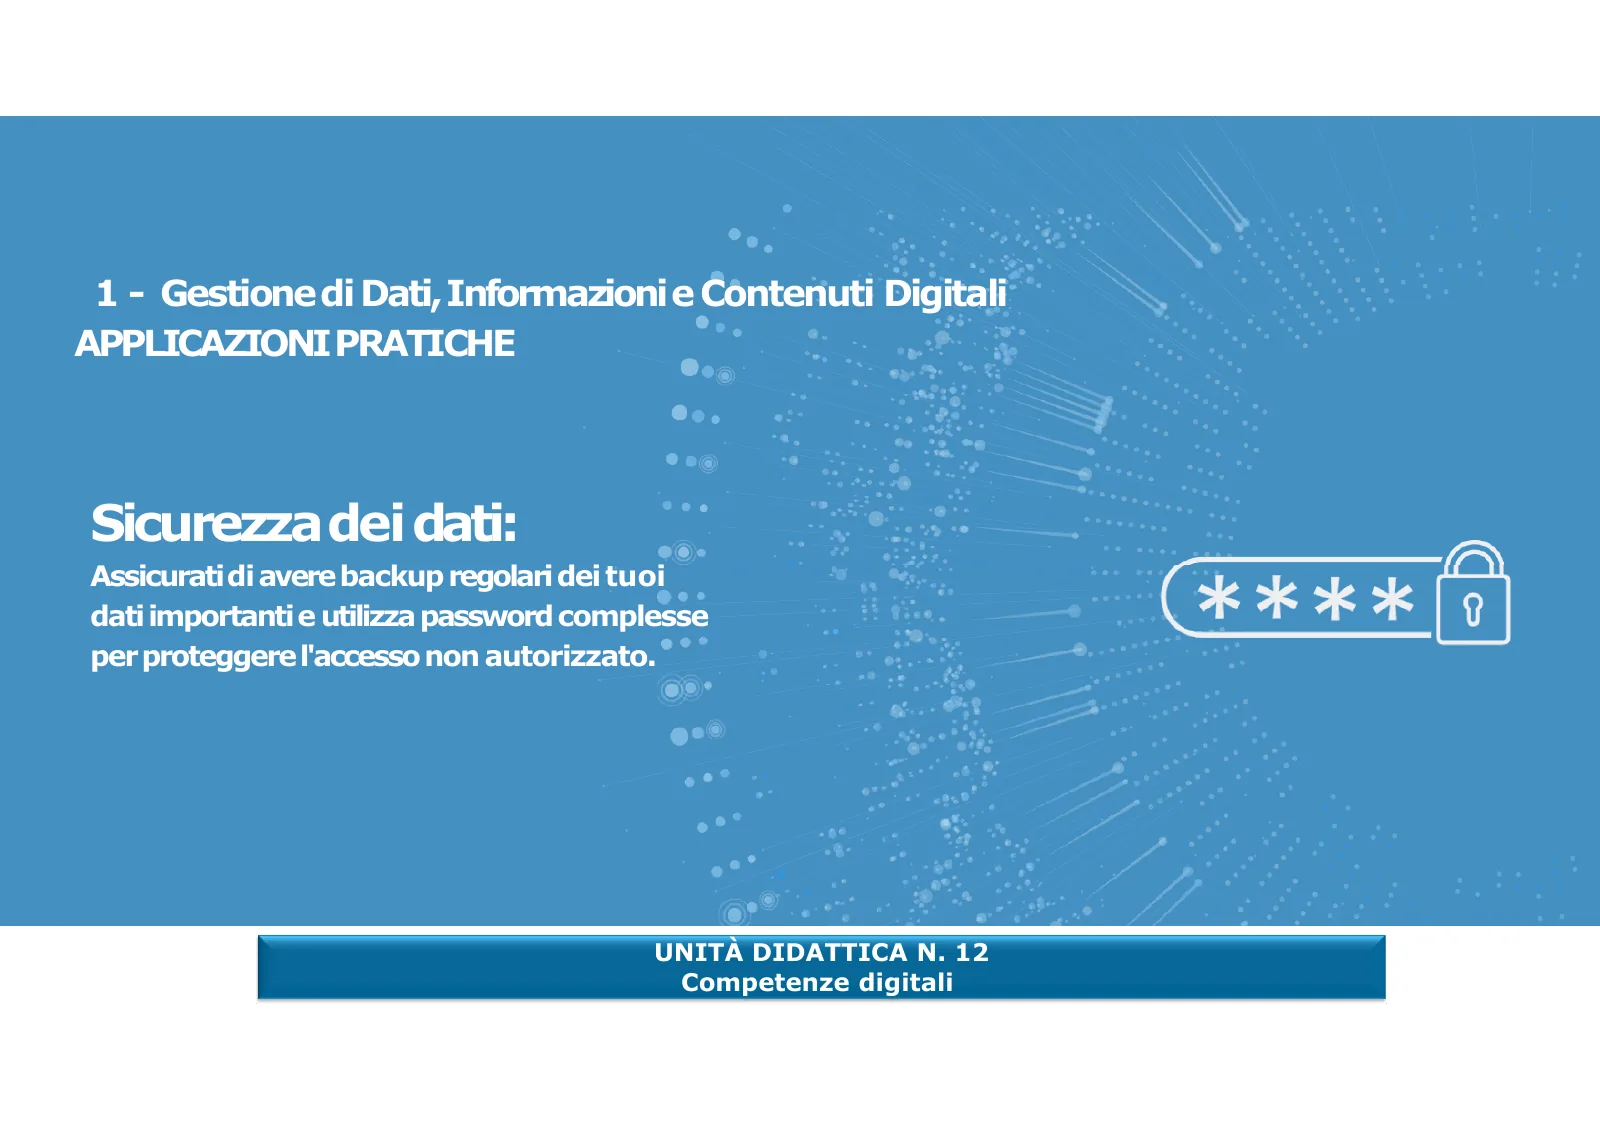 1 - Gestione di Dati, Informazioni e Contenuti Digitali
APPLICAZIONI PRATICHE
Sicurezza dei dati:
Assicurati di avere backup regolari dei tuoi
dati importanti e utilizza password complesse
per proteggere l'accesso non autorizzato.
****
UNITÀ DIDATTICA N. 12
Competenze digitali